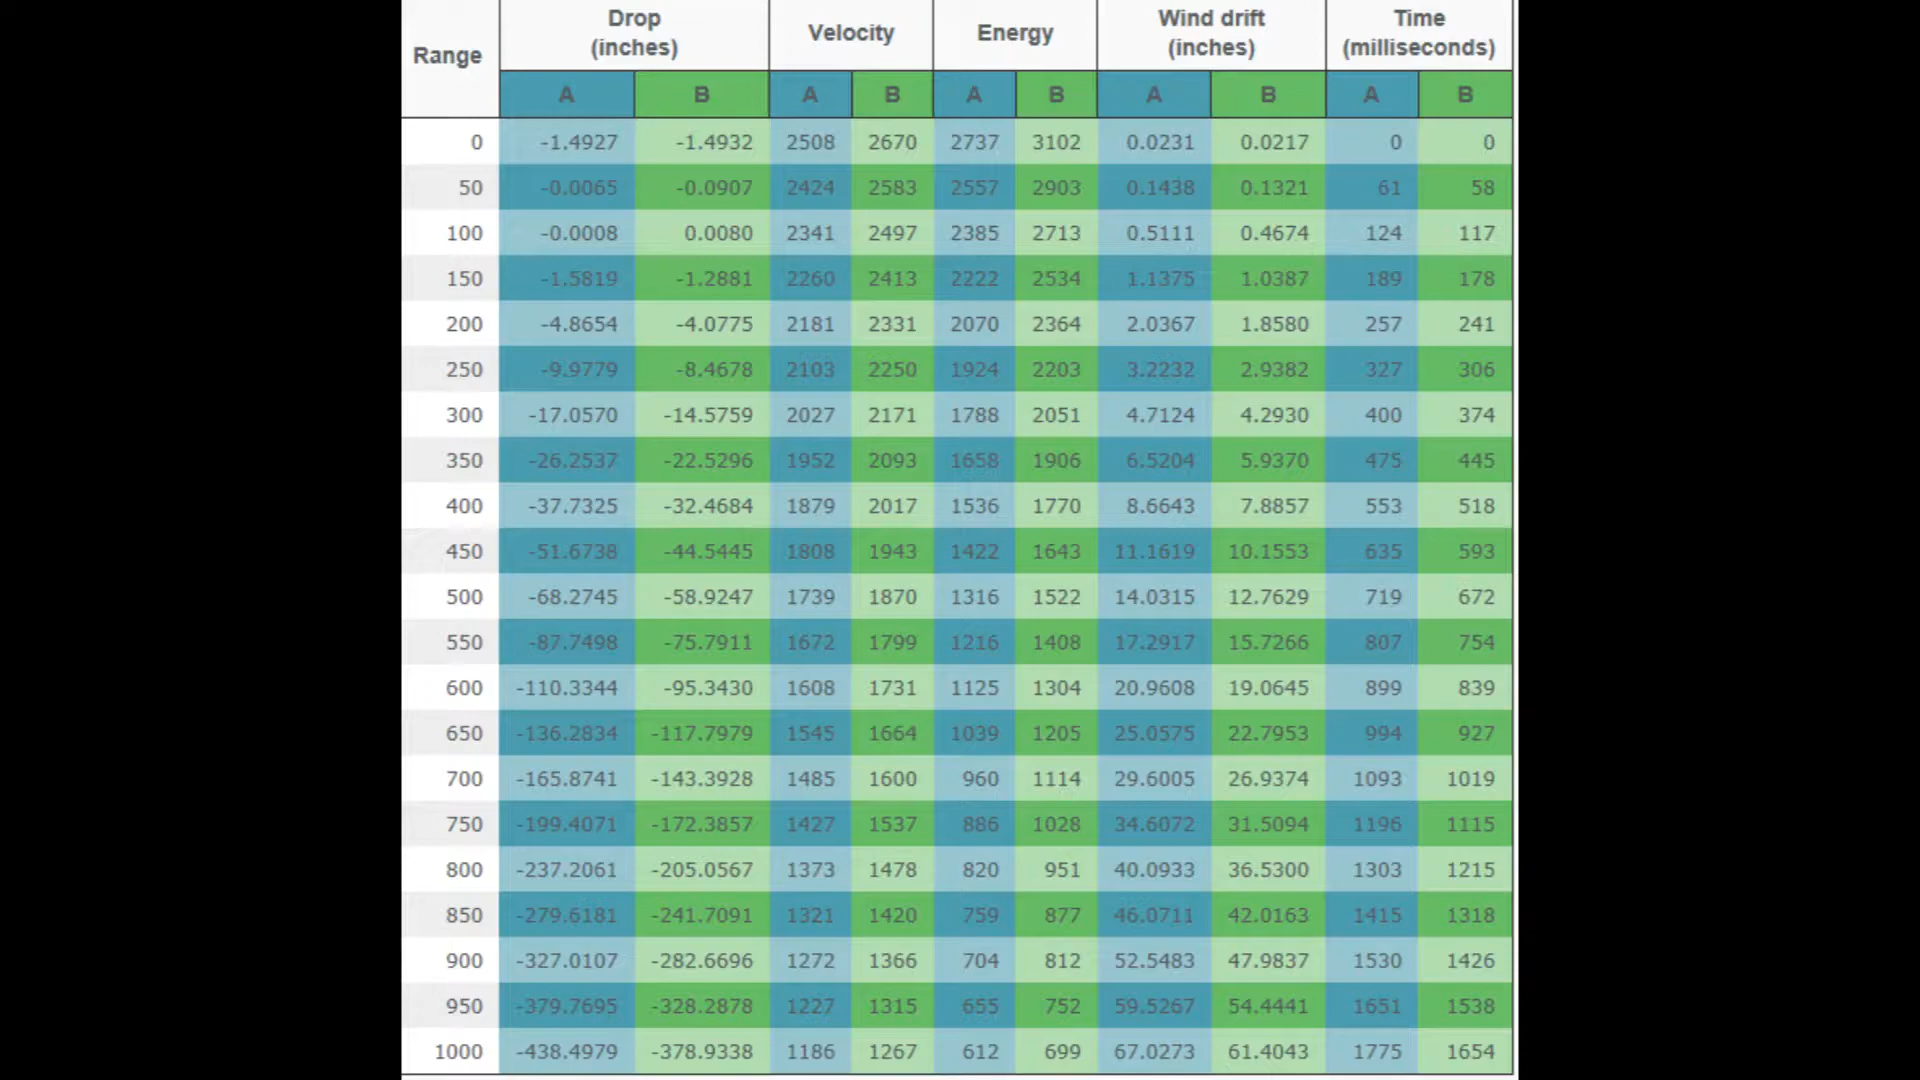 Range Drop (inches) Velocity Energy Wind drift (inches) Time (milliseconds)
A B A B A B A B A B
0 -1.4927 -1.4932 2508 2670 2737 3102 0.0231 0.0217 0 0
50 -0.0065 -0.0907 2424 2583 2557 2903 0.1438 0.1321 61 58
100 -0.0008 0.0080 2341 2497 2385 2713 0.5111 0.4674 124 117
150 -1.5819 -1.2881 2260 2413 2222 2534 1.1375 1.0387 189 178
200 -4.8654 -4.0775 2181 2331 2070 2364 2.0367 1.8580 257 241
250 -9.9779 -8.4678 2103 2250 1924 2203 3.2232 2.9382 327 306
300 -17.0570 -14.5759 2027 2171 1788 2051 4.7124 4.2930 400 374
350 -26.2537 -22.5296 1952 2093 1658 1906 6.5204 5.9370 475 445
400 -37.7325 -32.4684 1879 2017 1536 1770 8.6643 7.8857 553 518
450 -51.6738 -44.5445 1808 1943 1422 1643 11.1619 10.1553 635 593
500 -68.2745 -58.9247 1739 1870 1316 1522 14.0315 12.7629 719 672
550 -87.7498 -75.7911 1672 1799 1216 1408 17.2917 15.7266 807 754
600 -110.3344 -95.3430 1608 1731 1125 1304 20.9608 19.0645 899 839
650 -136.2834 -117.7979 1545 1664 1039 1205 25.0575 22.7953 994 927
700 -165.8741 -143.3928 1485 1600 960 1114 29.6005 26.9374 1093 1019
750 -199.4071 -172.3857 1427 1537 886 1028 34.6072 31.5094 1196 1115
800 -237.2061 -205.0567 1373 1478 820 951 40.0933 36.5300 1303 1215
850 -279.6181 -241.7091 1321 1420 759 877 46.0711 42.0163 1415 1318
900 -327.0107 -282.6696 1272 1366 704 812 52.5483 47.9837 1530 1426
950 -379.7695 -328.2878 1227 1315 655 752 59.5267 54.4441 1651 1538
1000 -438.4979 -378.9338 1186 1267 612 699 67.0273 61.4043 1775 1654